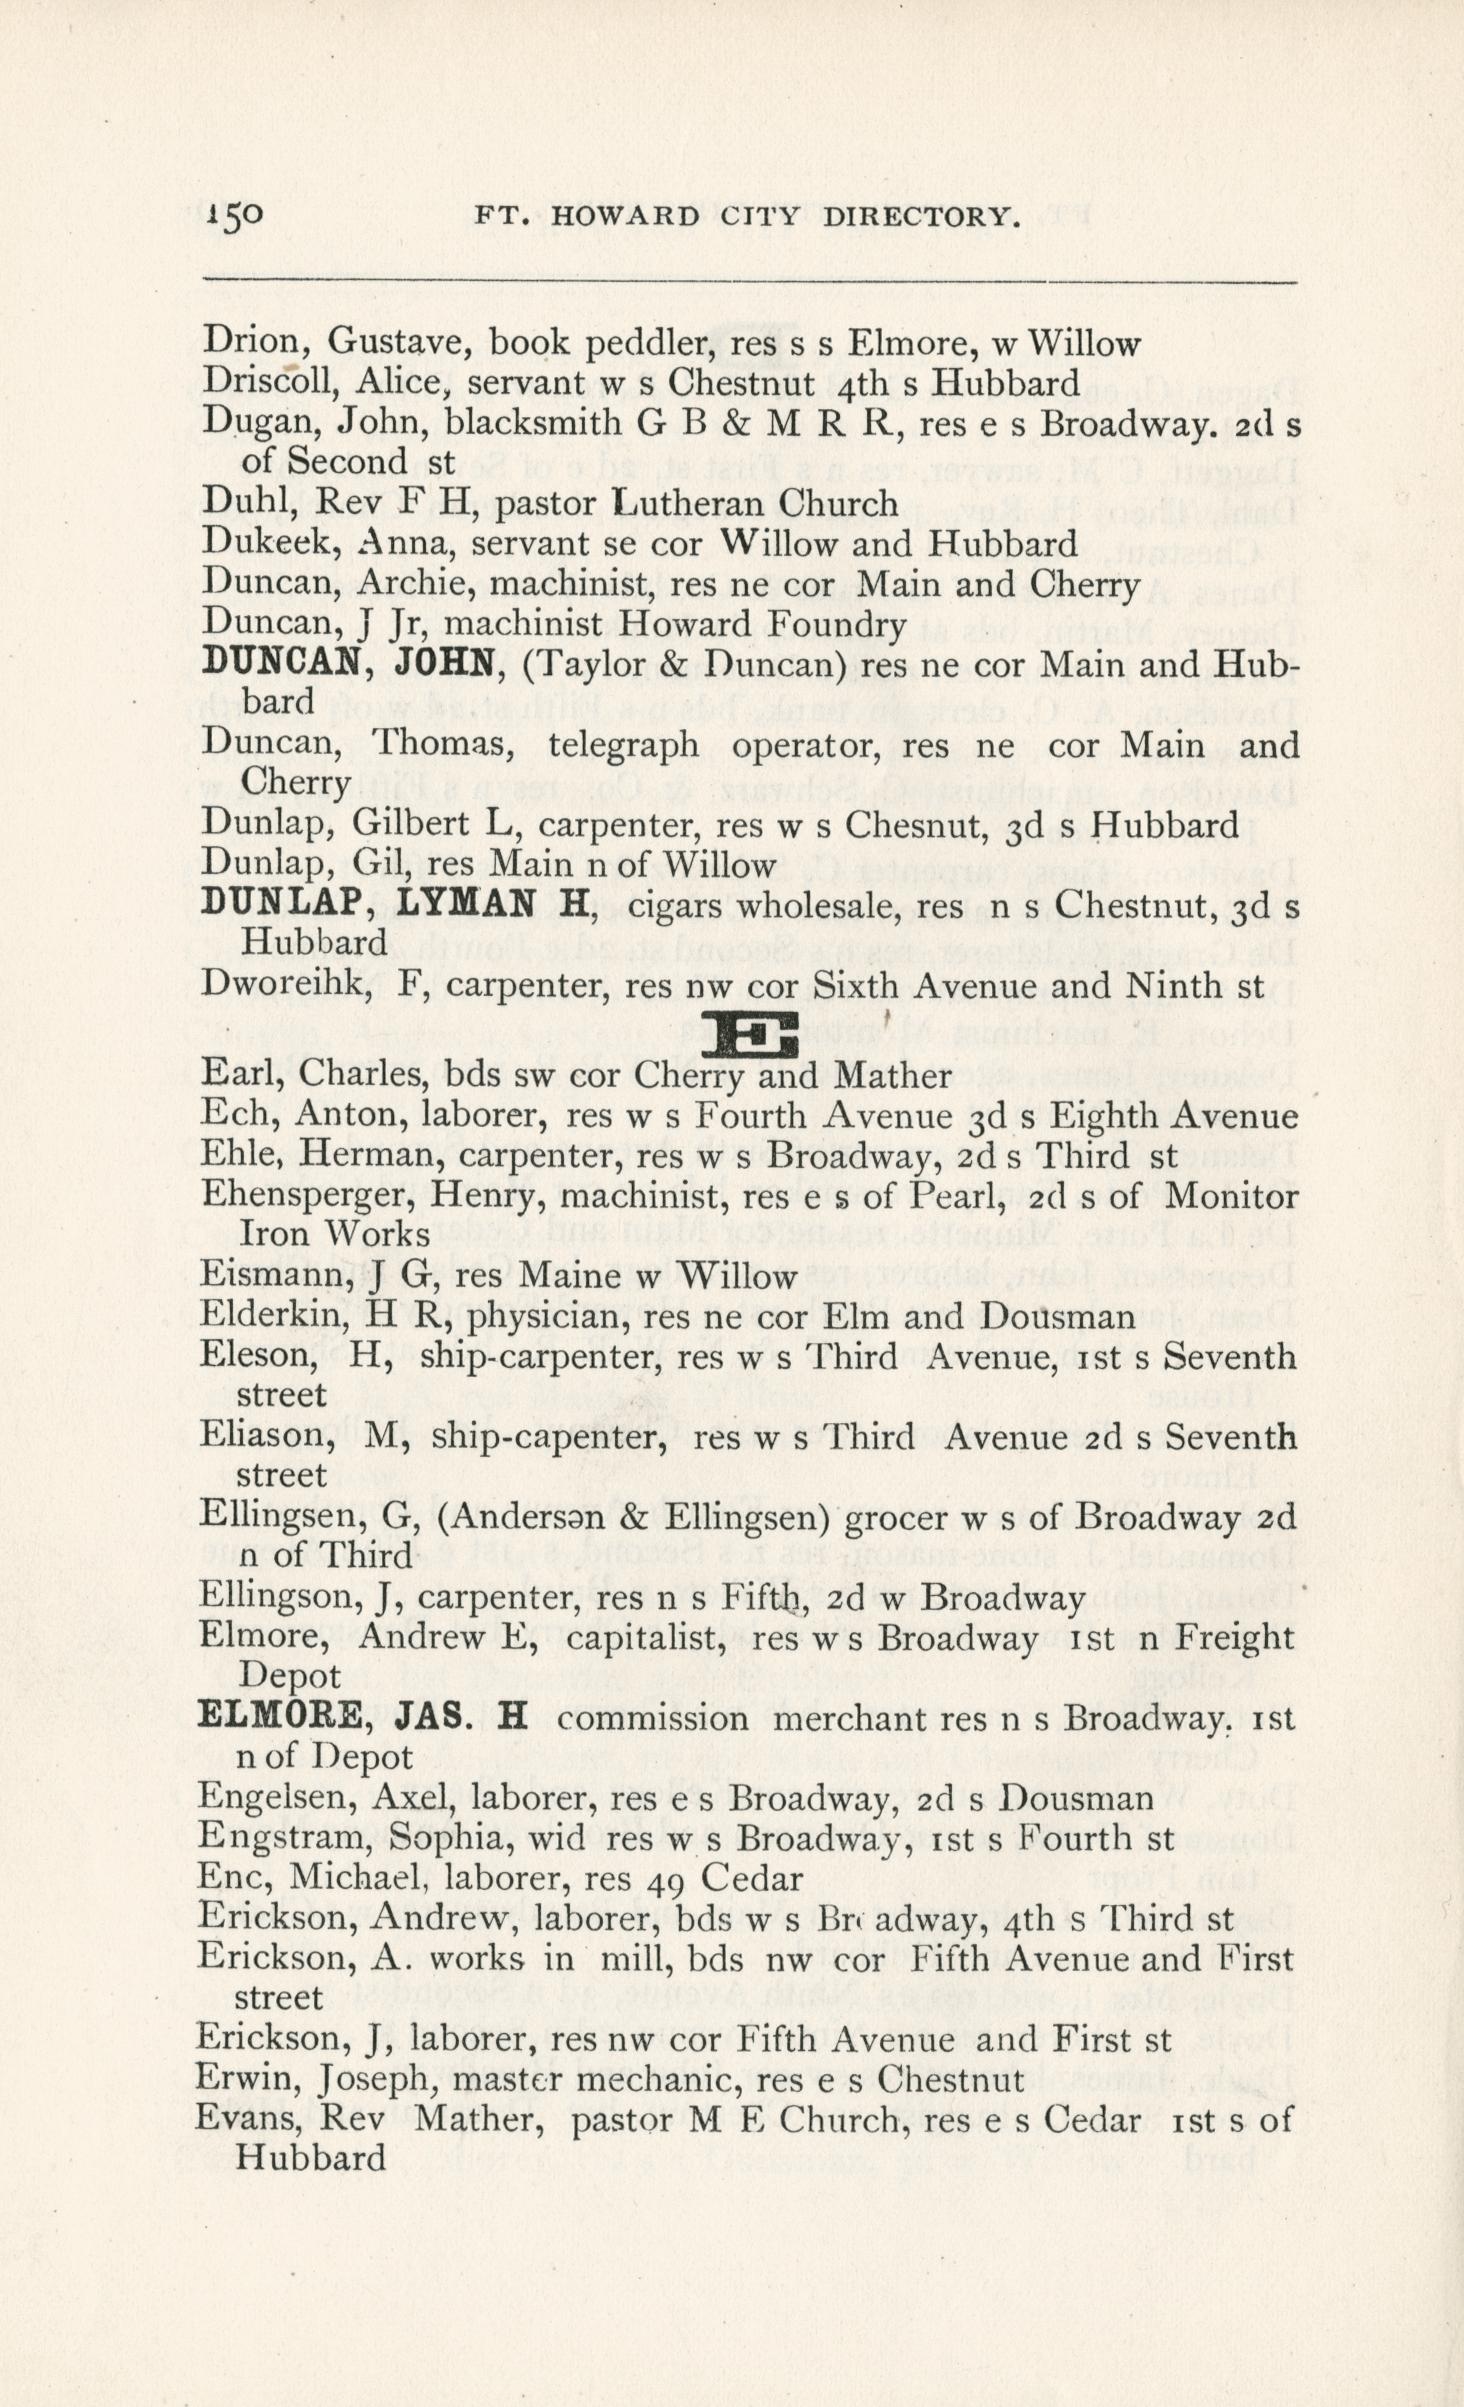 150 FT. HOWARD CITY DIRECTORY.
Drion, Gustave, book peddler, res s s Elmore, w Willow
Driscoll, Alice, servant w s Chestnut 4th s Hubbard
Dugan, John, blacksmith G B & M R R, res e s Broadway. 2d s
of Second st
Duhl, Rev F H, pastor Lutheran Church
Dukeek, Anna, servant se cor Willow and Hubbard
Duncan, Archie, machinist, res ne cor Main and Cherry
Duncan, J Jr, machinist Howard Foundry
DUNCAN, JOHN, (Taylor & Duncan) res ne cor Main and Hub-
bard
Duncan, Thomas, telegraph operator, res ne cor Main and
Cherry
Dunlap, Gilbert L, carpenter, res w s Chesnut, 3d s Hubbard
Dunlap, Gil, res Main n of Willow
DUNLAP, LYMAN H, cigars wholesale, res n s Chestnut, 3d s
Hubbard
Dworeihk, F, carpenter, res nw cor Sixth Avenue and Ninth st
E
Earl, Charles, bds sw cor Cherry and Mather
Ech, Anton, laborer, res w s Fourth Avenue 3d s Eighth Avenue
Ehle, Herman, carpenter, res w s Broadway, 2d s Third st
Ehensperger, Henry, machinist, res e s of Pearl, 2d s of Monitor
Iron Works
Eismann, J G, res Maine w Willow
Elderkin, H R, physician, res ne cor Elm and Dousman
Eleson, H, ship-carpenter, res w s Third Avenue, 1st s Seventh
street
Eliason, M, ship-capenter, res w s Third Avenue 2d s Seventh
street
Ellingsen, G, (Anderson & Ellingsen) grocer w s of Broadway 2d
n of Third
Ellingson, J, carpenter, res n s Fifth, 2d w Broadway
Elmore, Andrew E, capitalist, res w s Broadway 1st n Freight
Depot
ELMORE, JAS. H commission merchant res n s Broadway. 1st
n of Depot
Engelsen, Axel, laborer, res e s Broadway, 2d s Dousman
Engstram, Sophia, wid res w s Broadway, 1st s Fourth st
Enc, Michael, laborer, res 49 Cedar
Erickson, Andrew, laborer, bds w s Broadway, 4th s Third st
Erickson, A. works in mill, bds nw cor Fifth Avenue and First
street
Erickson, J, laborer, res nw cor Fifth Avenue and First st
Erwin, Joseph, master mechanic, res e s Chestnut
Evans, Rev Mather, pastor M E Church, res e s Cedar 1st s of
Hubbard